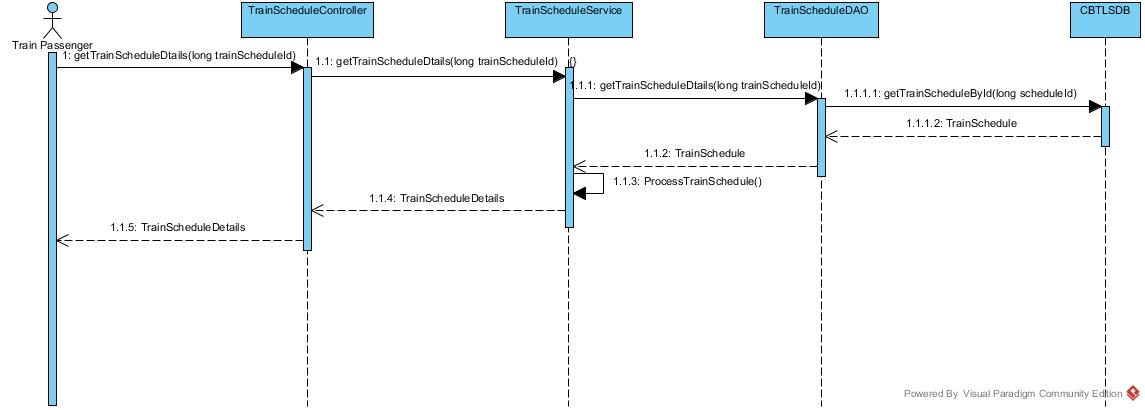 TrainScheduleController
TrainScheduleService
TrainScheduleDAO
CBTLSDB
Train Passenger
1: getTrainScheduleDtails(long trainScheduleId)
1.1: getTrainScheduleDtails(long trainScheduleId)
()
1.1.1: getTrainScheduleDtails(long trainScheduleId)
1.1.1.1: getTrainScheduleById(long scheduleId)
1.1.1.2: TrainSchedule
1.1.2: TrainSchedule
1.1.3: ProcessTrainSchedule()
1.1.4: TrainScheduleDetails
1.1.5: TrainScheduleDetails
Powered By Visual Paradigm Community Edition